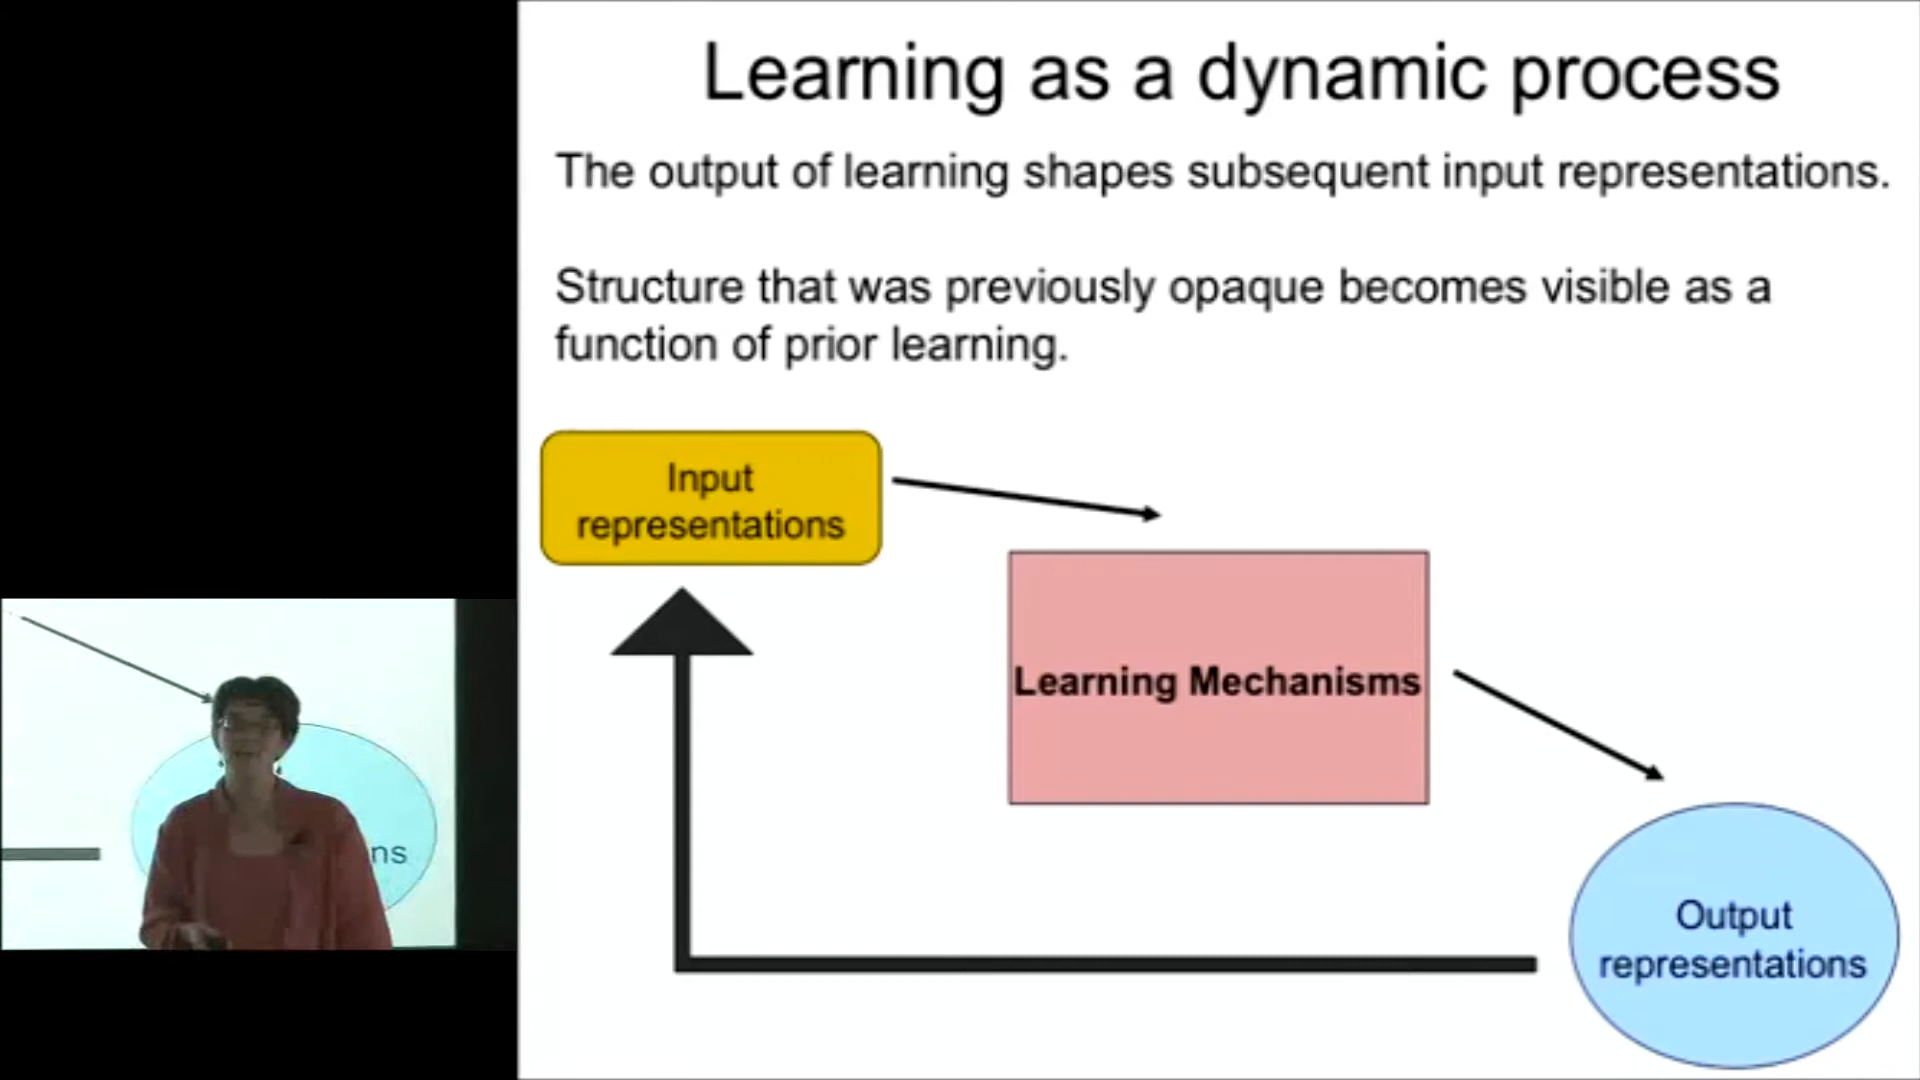 Learning as a dynamic process
The output of learning shapes subsequent input representations.
Structure that was previously opaque becomes visible as a
function of prior learning.
Input
representations
Learning Mechanisms
Output
representations
ns